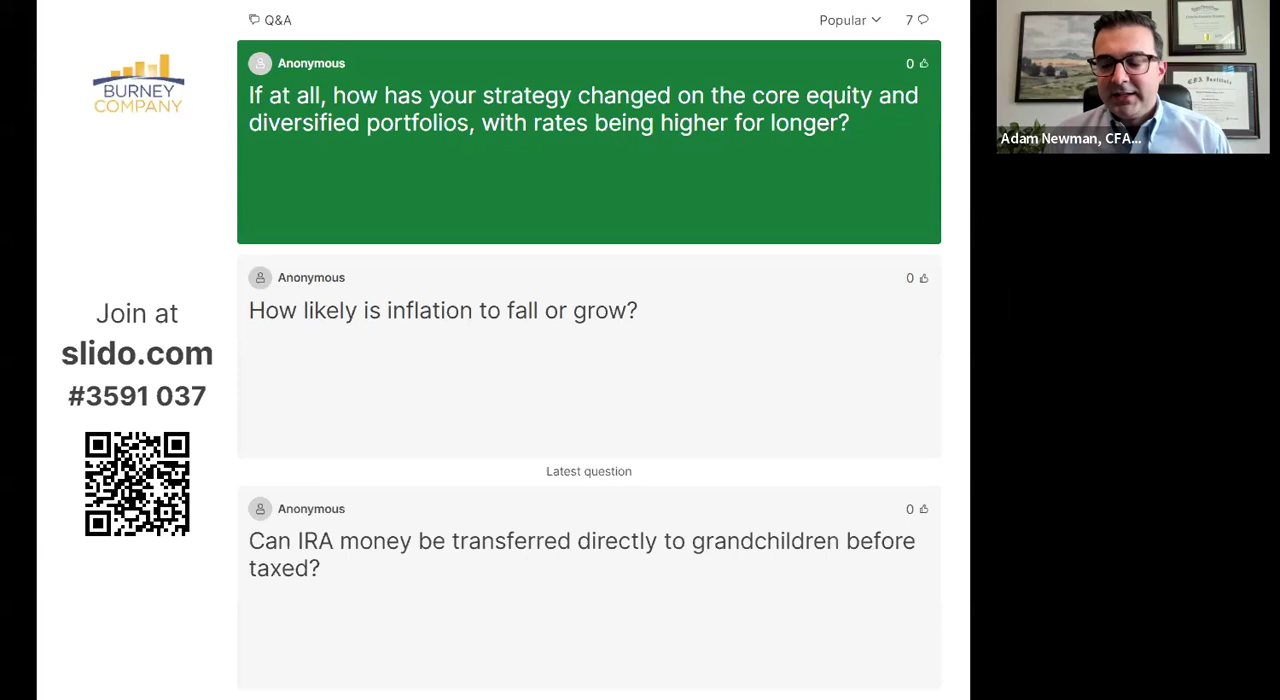 Q&A
Popular
7
BURNEY
COMPANY
Anonymous
0
If at all, how has your strategy changed on the core equity and
diversified portfolios, with rates being higher for longer?
Anonymous
0
How likely is inflation to fall or grow?
Join at
slido.com
#3591 037
Latest question
Anonymous
0
Can IRA money be transferred directly to grandchildren before
taxed?
CFA Institute
Adam Newman, CFA...